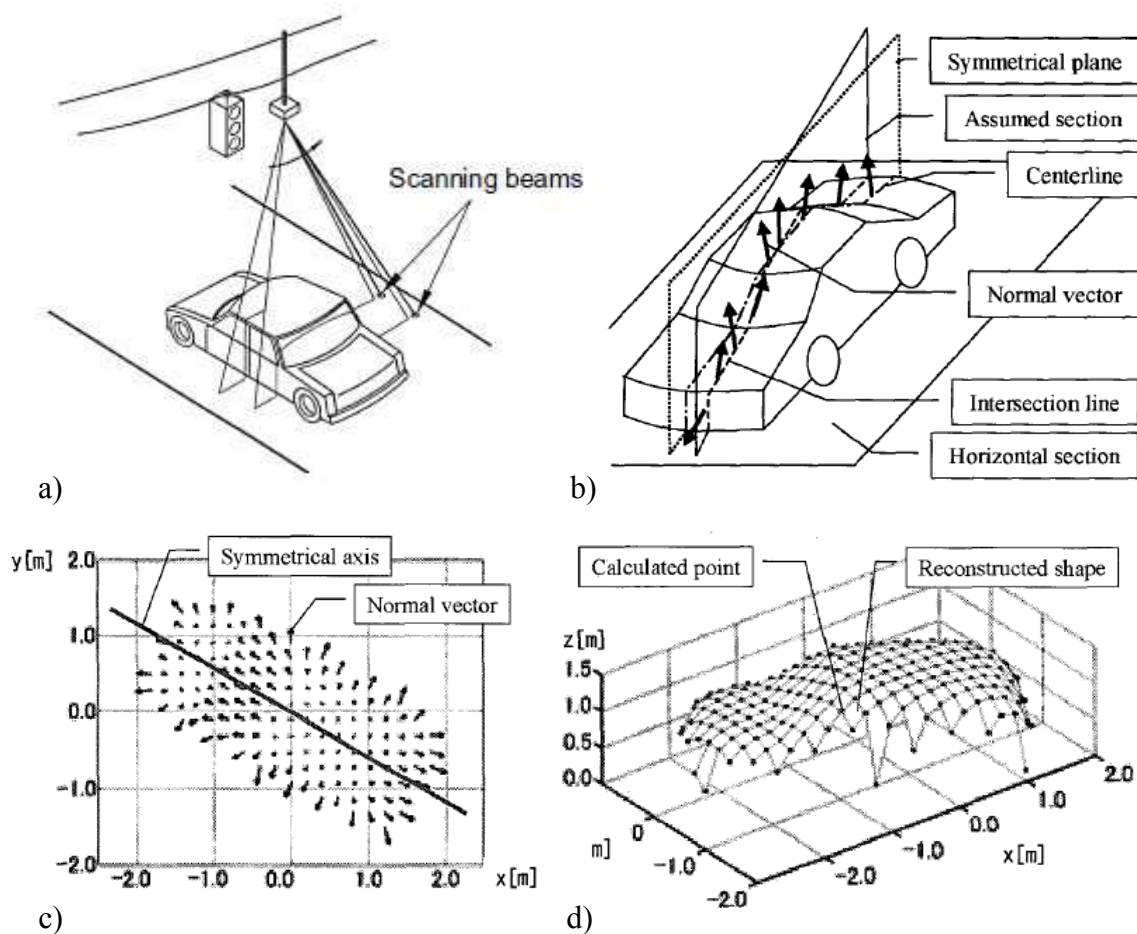 Scanning beams
a)
Symmetrical plane
Assumed section
Centerline
Normal vector
Intersection line
Horizontal section
b)
y[m]
Symmetrical axis
Normal vector
2.0
1.0
0.0
-1.0
-2.0
-2.0 -1.0 0.0 1.0 2.0 x[m]
c)
Calculated point
Reconstructed shape
z[m]
1.5
1.0
0.5
0.0
0
m]
-1.0
-2.0
-2.0
-1.0
0.0
x[m]
1.0
2.0
d)